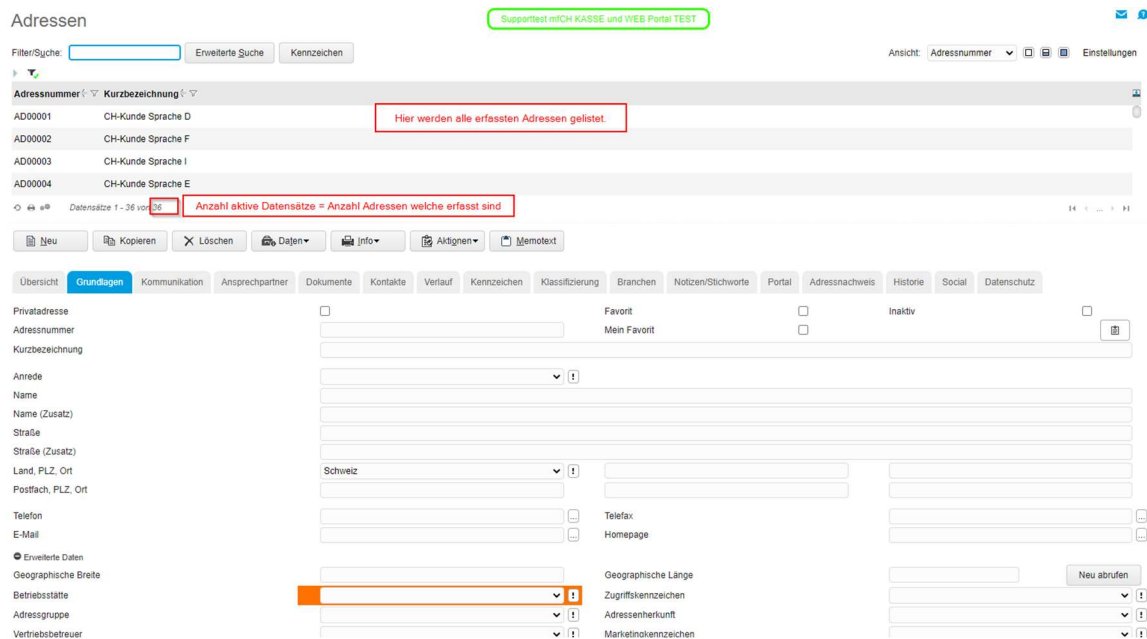 Adressen
Supporttest mfCH KASSE und WEB Portal TEST
Filter/Suche: Erweiterte Suche Kennzeichen Ansicht: Adressnummer Einstellungen
Adressnummer Kurzbezeichnung
AD00001 CH-Kunde Sprache D
Hier werden alle erfassten Adressen gelistet.
AD00002 CH-Kunde Sprache F
AD00003 CH-Kunde Sprache I
AD00004 CH-Kunde Sprache E
Datensätze 1 - 36 von 36 Anzahl aktive Datensätze = Anzahl Adressen welche erfasst sind
Neu Kopieren Löschen Daten Info Aktionen Memotext
Übersicht Grundlagen Kommunikation Ansprechpartner Dokumente Kontakte Verlauf Kennzeichen Klassifizierung Branchen Notizen/Stichworte Portal Adressnachweis Historie Social Datenschutz
Privatadresse Favorit Inaktiv
Adressnummer Mein Favorit
Kurzbezeichnung
Anrede
Name
Name (Zusatz)
Straße
Straße (Zusatz)
Land, PLZ, Ort Schweiz
Postfach, PLZ, Ort
Telefon Telefax
E-Mail Homepage
Erweiterte Daten
Geographische Breite Geographische Länge Neu abrufen
Betriebsstätte Zugriffskennzeichen
Adressgruppe Adressenherkunft
Vertriebsbetreuer Marketingkennzeichen